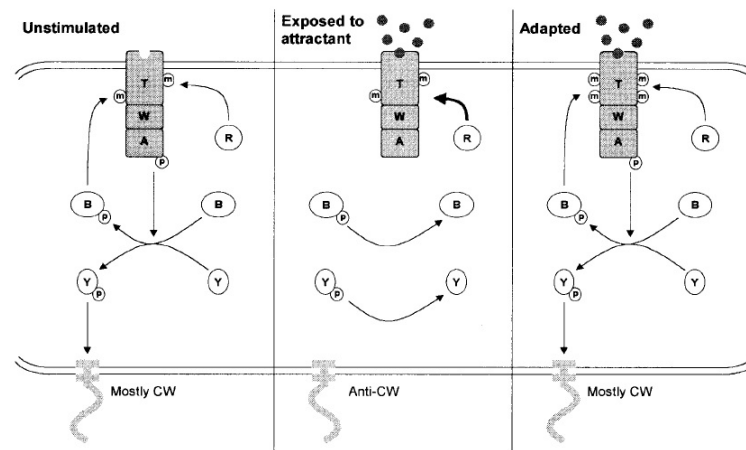 Unstimulated
Exposed to
attractant
Adapted
T
m
m
W
A
P
R
B
P
B
Y
P
Y
Mostly CW
T
m
m
W
A
R
B
P
B
Y
P
Y
Anti-CW
T
m
m
m
m
W
A
P
R
B
P
B
Y
P
Y
Mostly CW